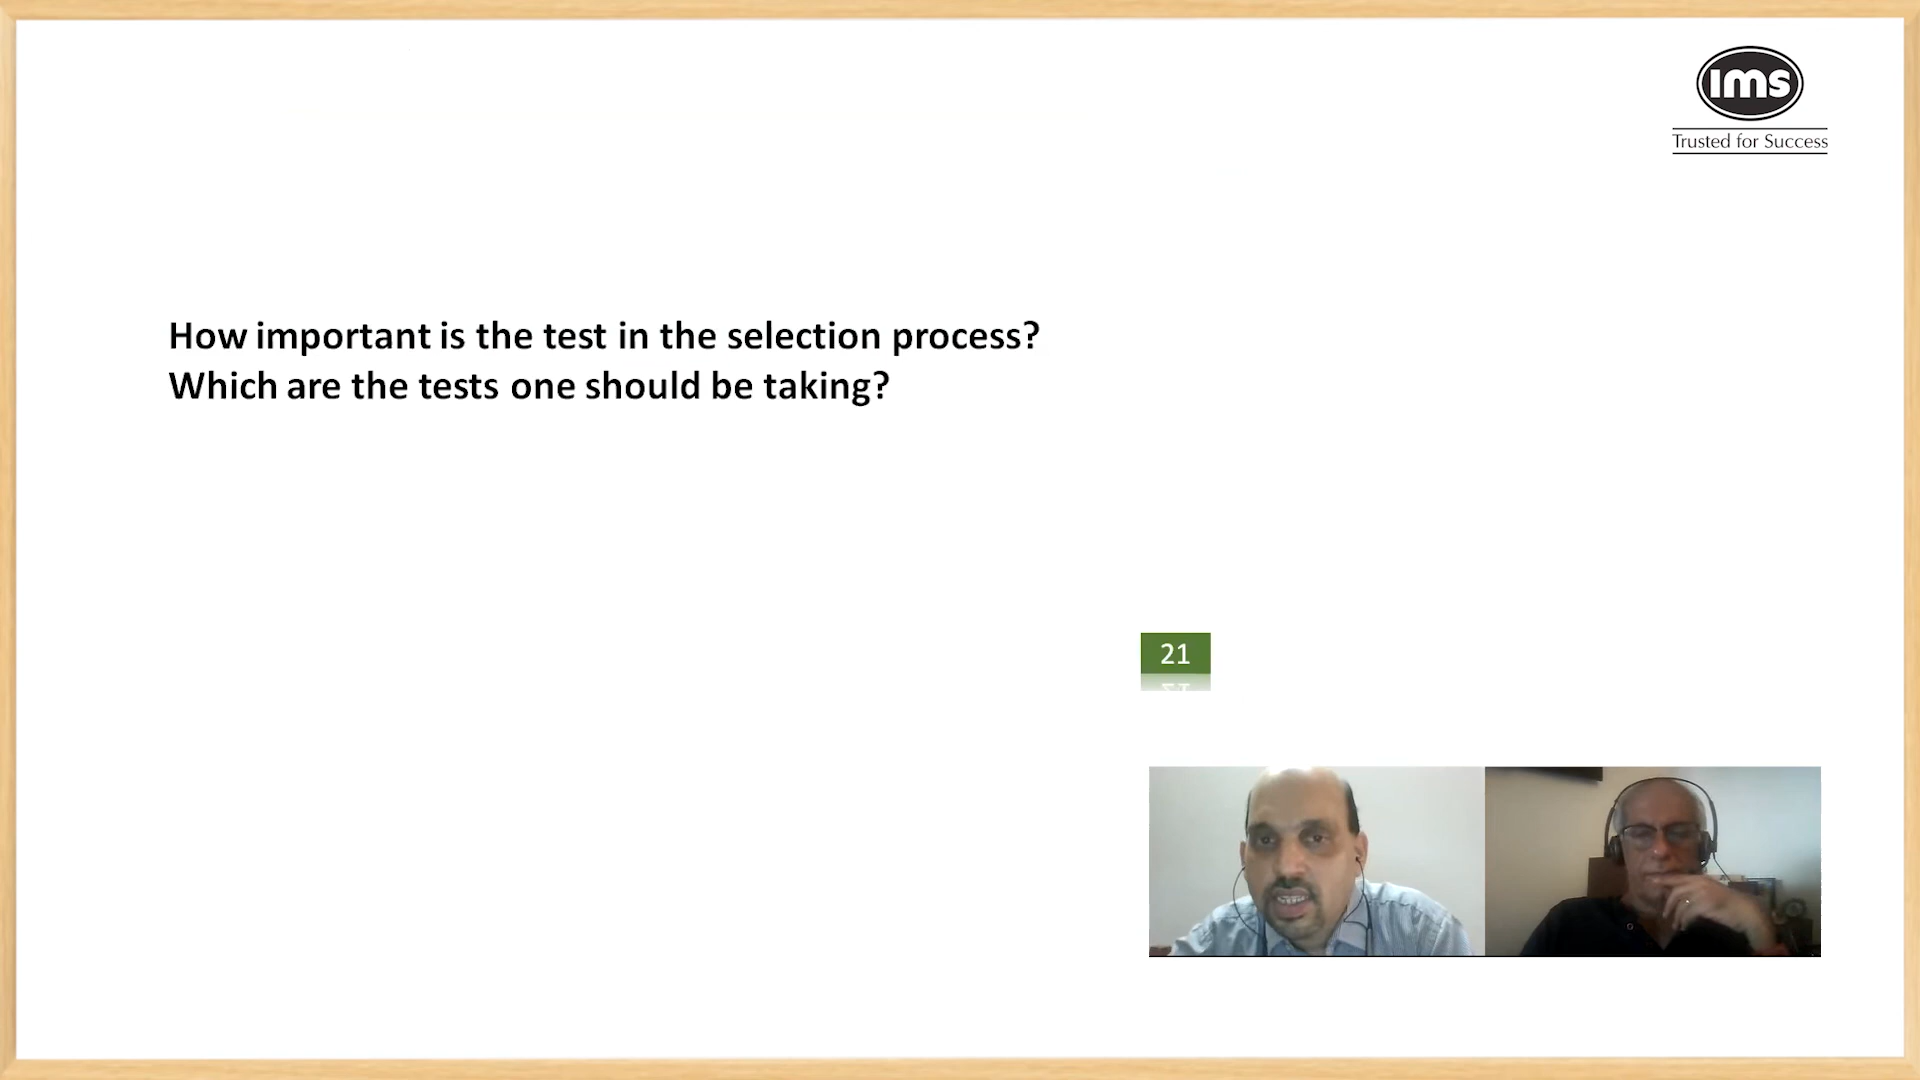 ims
Trusted for Success
How important is the test in the selection process?
Which are the tests one should be taking?
21